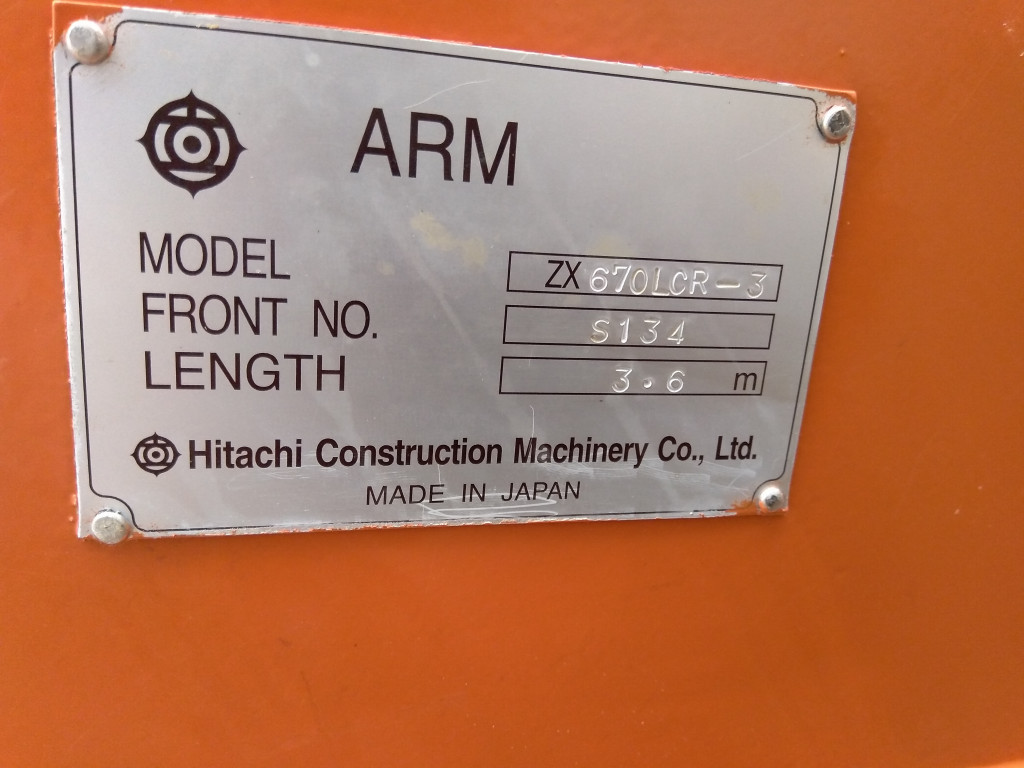 ARM
MODEL ZX 670LCR-3
FRONT NO. S134
LENGTH 3.6 m
Hitachi Construction Machinery Co., Ltd.
MADE IN JAPAN